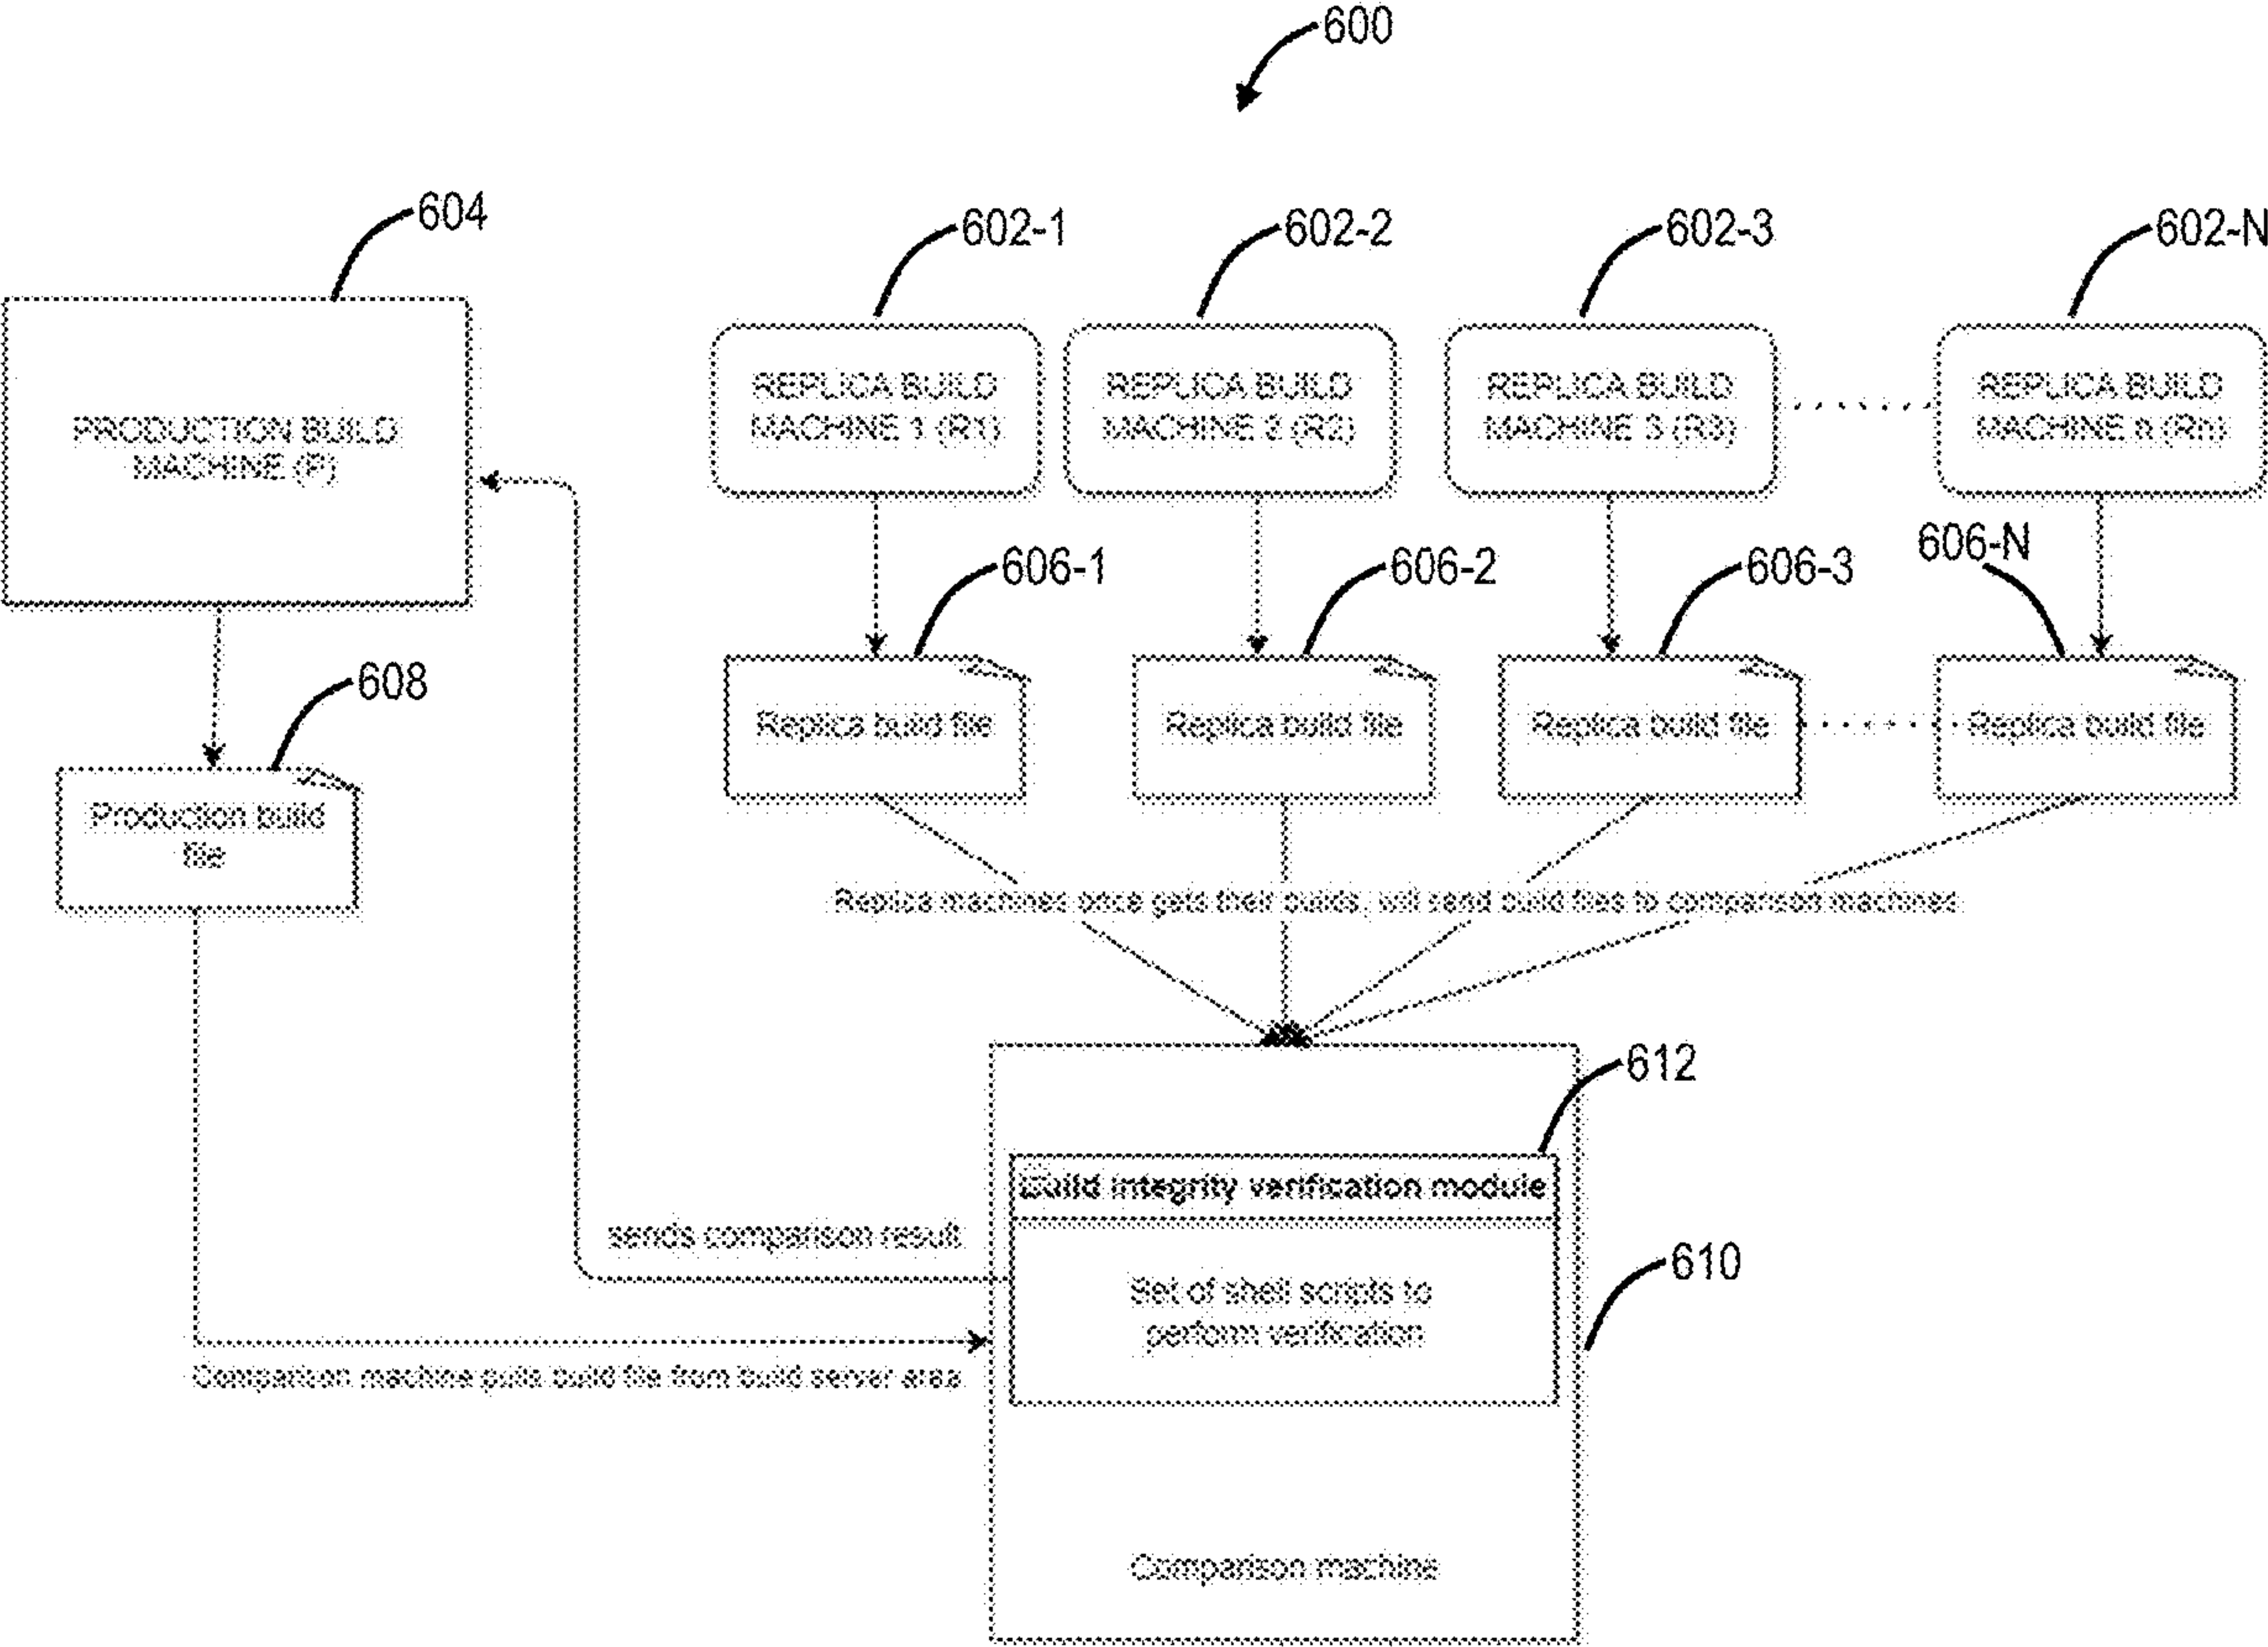 600
604
602-1
602-2
602-3
602-N
PRODUCTION BUILD
MACHINE (P)
REPLICA BUILD
MACHINE 1 (R1)
REPLICA BUILD
MACHINE 2 (R2)
REPLICA BUILD
MACHINE 3 (R3)
REPLICA BUILD
MACHINE n (Rn)
606-1
606-2
606-3
606-N
608
Production build
file
Replica build file
Replica build file
Replica build file
Replica build file
Replica machines once gets their builds, will send build files to comparison machines
612
Build integrity verification module
sends comparison result
Set of shell scripts to
perform verification
610
Comparison machine pulls build file from build server area
Comparison machine